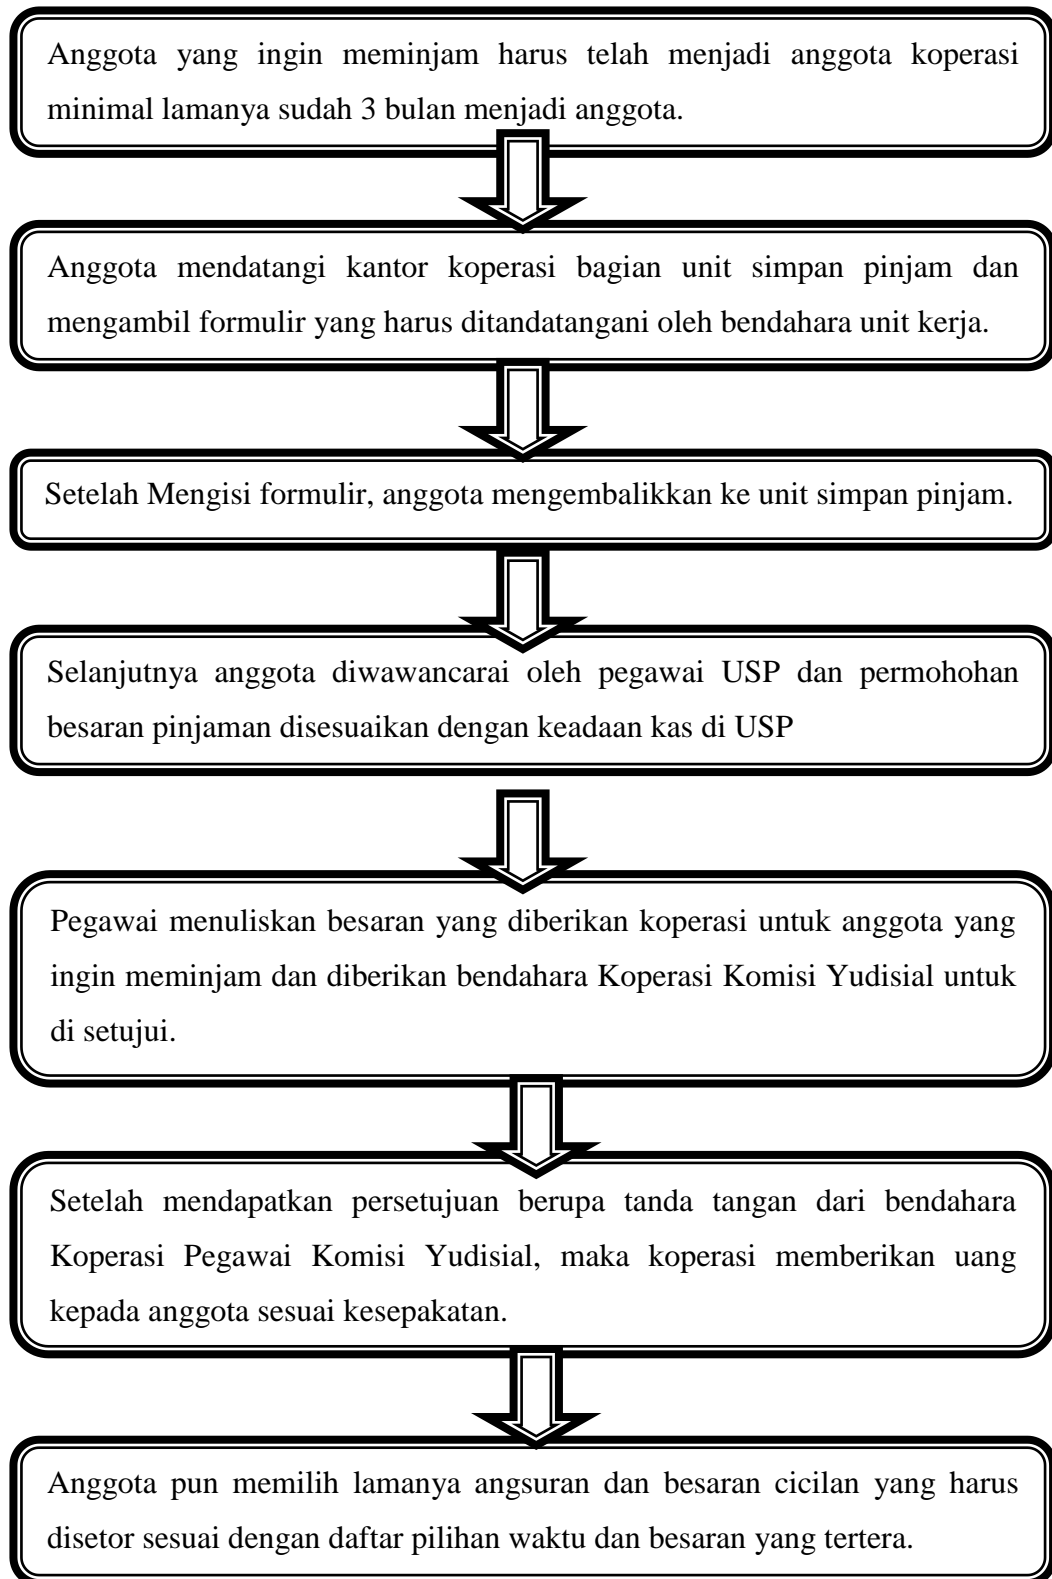 Anggota yang ingin meminjam harus telah menjadi anggota koperasi
minimal lamanya sudah 3 bulan menjadi anggota.
Anggota mendatangi kantor koperasi bagian unit simpan pinjam dan
mengambil formulir yang harus ditandatangani oleh bendahara unit kerja.
Setelah Mengisi formulir, anggota mengembalikkan ke unit simpan pinjam.
Selanjutnya anggota diwawancarai oleh pegawai USP dan permohohan
besaran pinjaman disesuaikan dengan keadaan kas di USP
Pegawai menuliskan besaran yang diberikan koperasi untuk anggota yang
ingin meminjam dan diberikan bendahara Koperasi Komisi Yudisial untuk
di setujui.
Setelah mendapatkan persetujuan berupa tanda tangan dari bendahara
Koperasi Pegawai Komisi Yudisial, maka koperasi memberikan uang
kepada anggota sesuai kesepakatan.
Anggota pun memilih lamanya angsuran dan besaran cicilan yang harus
disetor sesuai dengan daftar pilihan waktu dan besaran yang tertera.